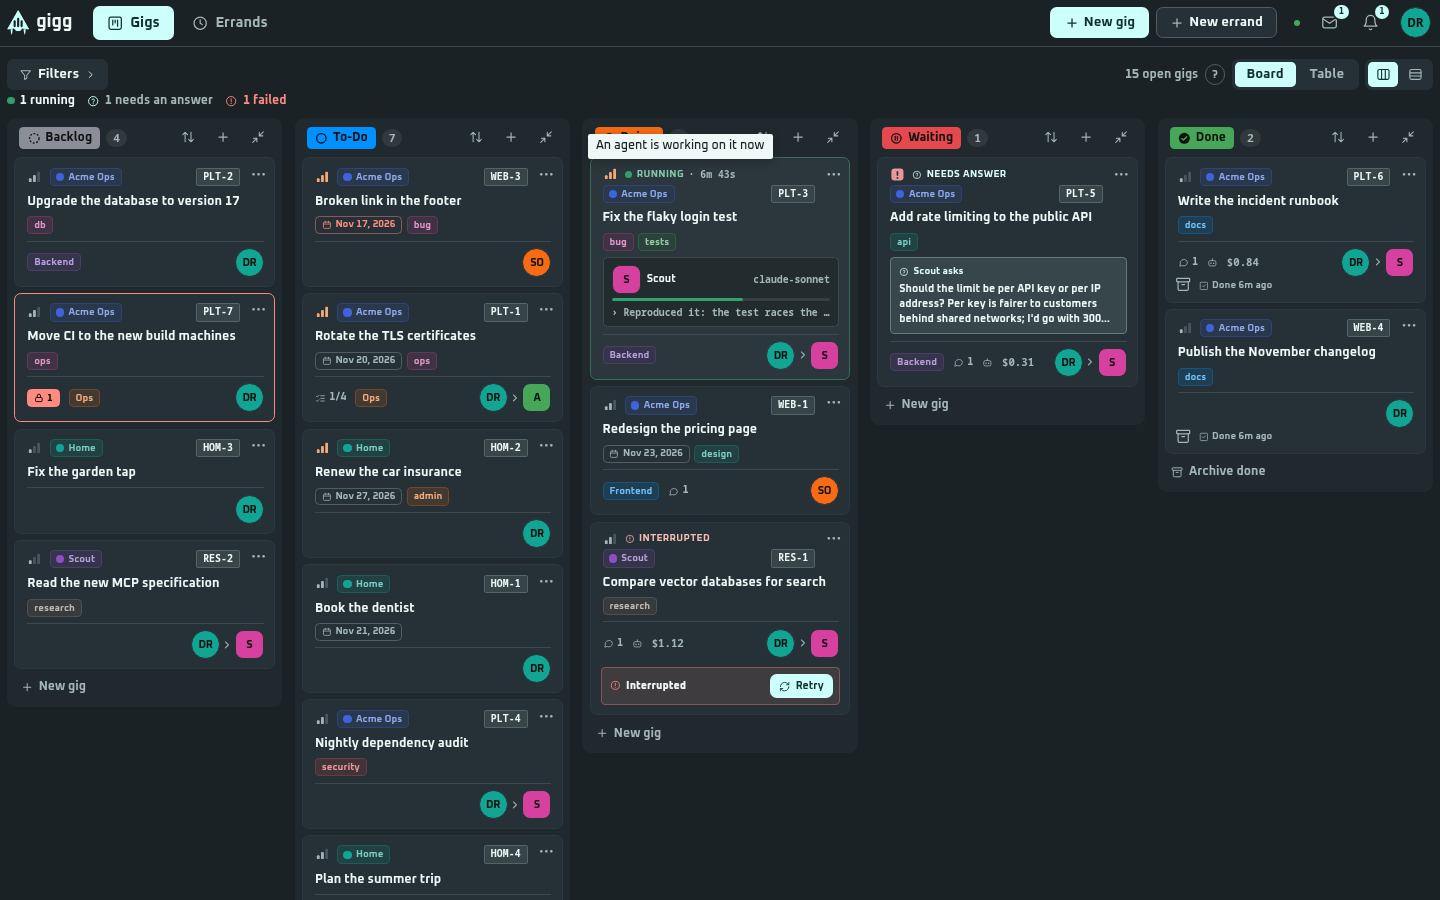 gigg
Gigs
Errands
New gig
New errand
1
1
DR
Filters
15 open gigs
?
Board
Table
1 running
1 needs an answer
1 failed
Backlog
4
Acme Ops
PLT-2
Upgrade the database to version 17
db
Backend
DR
Acme Ops
PLT-7
Move CI to the new build machines
ops
1
Ops
DR
Home
HOM-3
Fix the garden tap
DR
Scout
RES-2
Read the new MCP specification
research
DR
S
New gig
To-Do
7
Acme Ops
WEB-3
Broken link in the footer
Nov 17, 2026
bug
SO
Acme Ops
PLT-1
Rotate the TLS certificates
Nov 20, 2026
ops
1/4
Ops
DR
A
Home
HOM-2
Renew the car insurance
Nov 27, 2026
admin
DR
Home
HOM-1
Book the dentist
Nov 21, 2026
DR
Acme Ops
PLT-4
Nightly dependency audit
security
DR
S
Home
HOM-4
Plan the summer trip
An agent is working on it now
RUNNING · 6m 43s
Acme Ops
PLT-3
Fix the flaky login test
bug
tests
S
Scout
claude-sonnet
› Reproduced it: the test races the …
Backend
DR
S
Acme Ops
WEB-1
Redesign the pricing page
Nov 23, 2026
design
Frontend
1
SO
INTERRUPTED
Scout
RES-1
Compare vector databases for search
research
1
$1.12
DR
S
Interrupted
Retry
New gig
Waiting
1
NEEDS ANSWER
Acme Ops
PLT-5
Add rate limiting to the public API
api
Scout asks
Should the limit be per API key or per IP
address? Per key is fairer to customers
behind shared networks; I'd go with 300...
Backend
1
$0.31
DR
S
New gig
Done
2
Acme Ops
PLT-6
Write the incident runbook
docs
1
$0.84
DR
S
Done 6m ago
Acme Ops
WEB-4
Publish the November changelog
docs
DR
Done 6m ago
Archive done